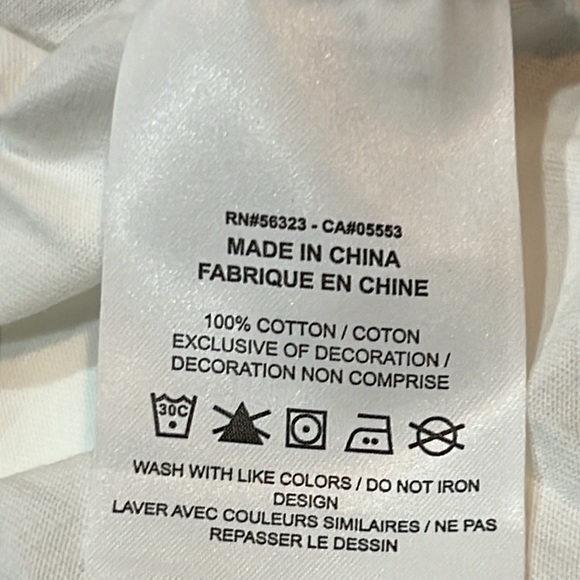 RN#56323 - CA#05553
MADE IN CHINA
FABRIQUE EN CHINE
100% COTTON / COTON
EXCLUSIVE OF DECORATION /
DECORATION NON COMPRISE
30C
WASH WITH LIKE COLORS / DO NOT IRON
DESIGN
LAVER AVEC COULEURS SIMILAIRES / NE PAS
REPASSER LE DESSIN